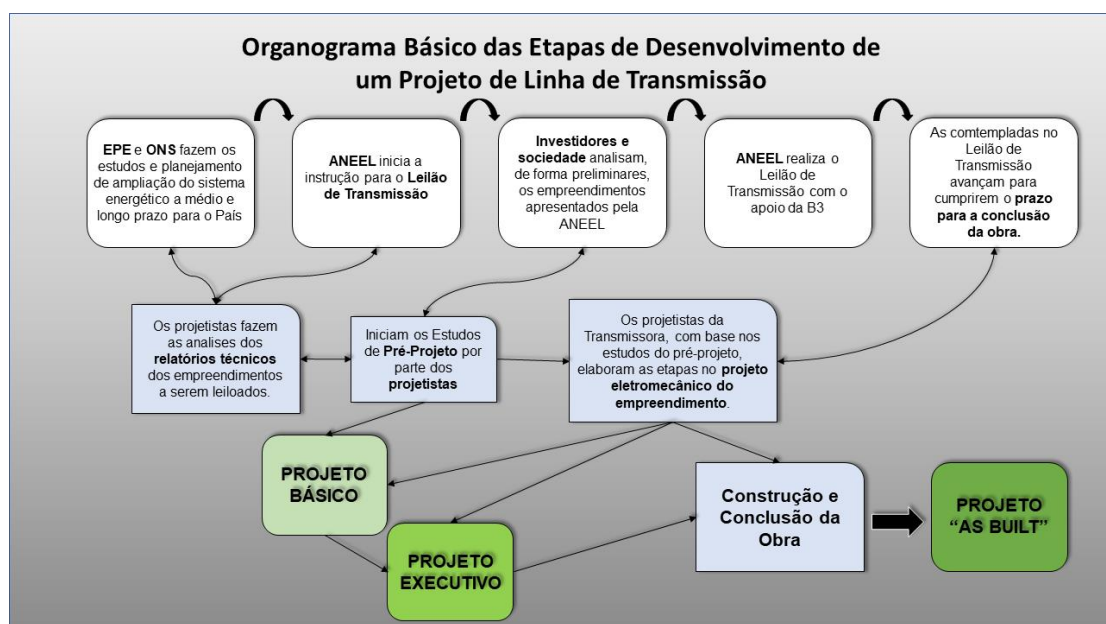 Organograma Básico das Etapas de Desenvolvimento de
um Projeto de Linha de Transmissão
EPE e ONS fazem os
estudos e planejamento
de ampliação do sistema
energético a médio e
longo prazo para o País
ANEEL inicia a
instrução para o Leilão
de Transmissão
Investidores e
sociedade analisam,
de forma preliminares,
os empreendimentos
apresentados pela
ANEEL
ANEEL realiza o
Leilão de
Transmissão com o
apoio da B3
As comtempladas no
Leilão de
Transmissão
avançam para
cumprirem o prazo
para a conclusão
da obra.
Os projetistas fazem
as analises dos
relatórios técnicos
dos empreendimentos
a serem leiloados.
Iniciam os Estudos
de Pré-Projeto por
parte dos
projetistas
Os projetistas da
Transmissora, com base nos
estudos do pré-projeto,
elaboram as etapas no projeto
eletromecânico do
empreendimento.
PROJETO
BÁSICO
PROJETO
EXECUTIVO
Construção e
Conclusão da
Obra
PROJETO
“AS BUILT”